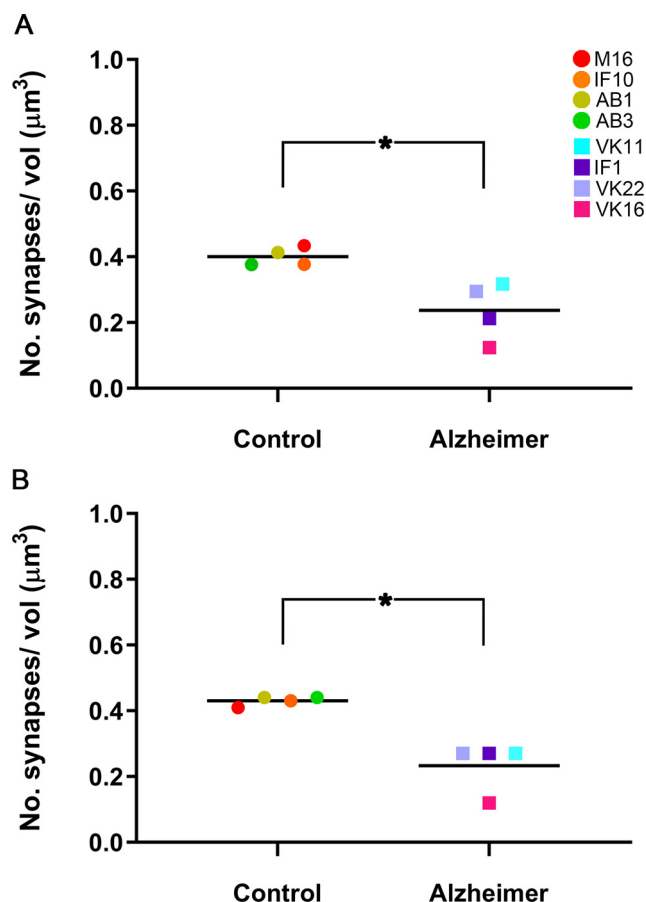 A
No. synapses/ vol (μm³)
1.0
0.8
0.6
0.4
0.2
0.0
*
M16
IF10
AB1
AB3
VK11
IF1
VK22
VK16
Control Alzheimer
B
No. synapses/ vol (μm³)
1.0
0.8
0.6
0.4
0.2
0.0
*
Control Alzheimer